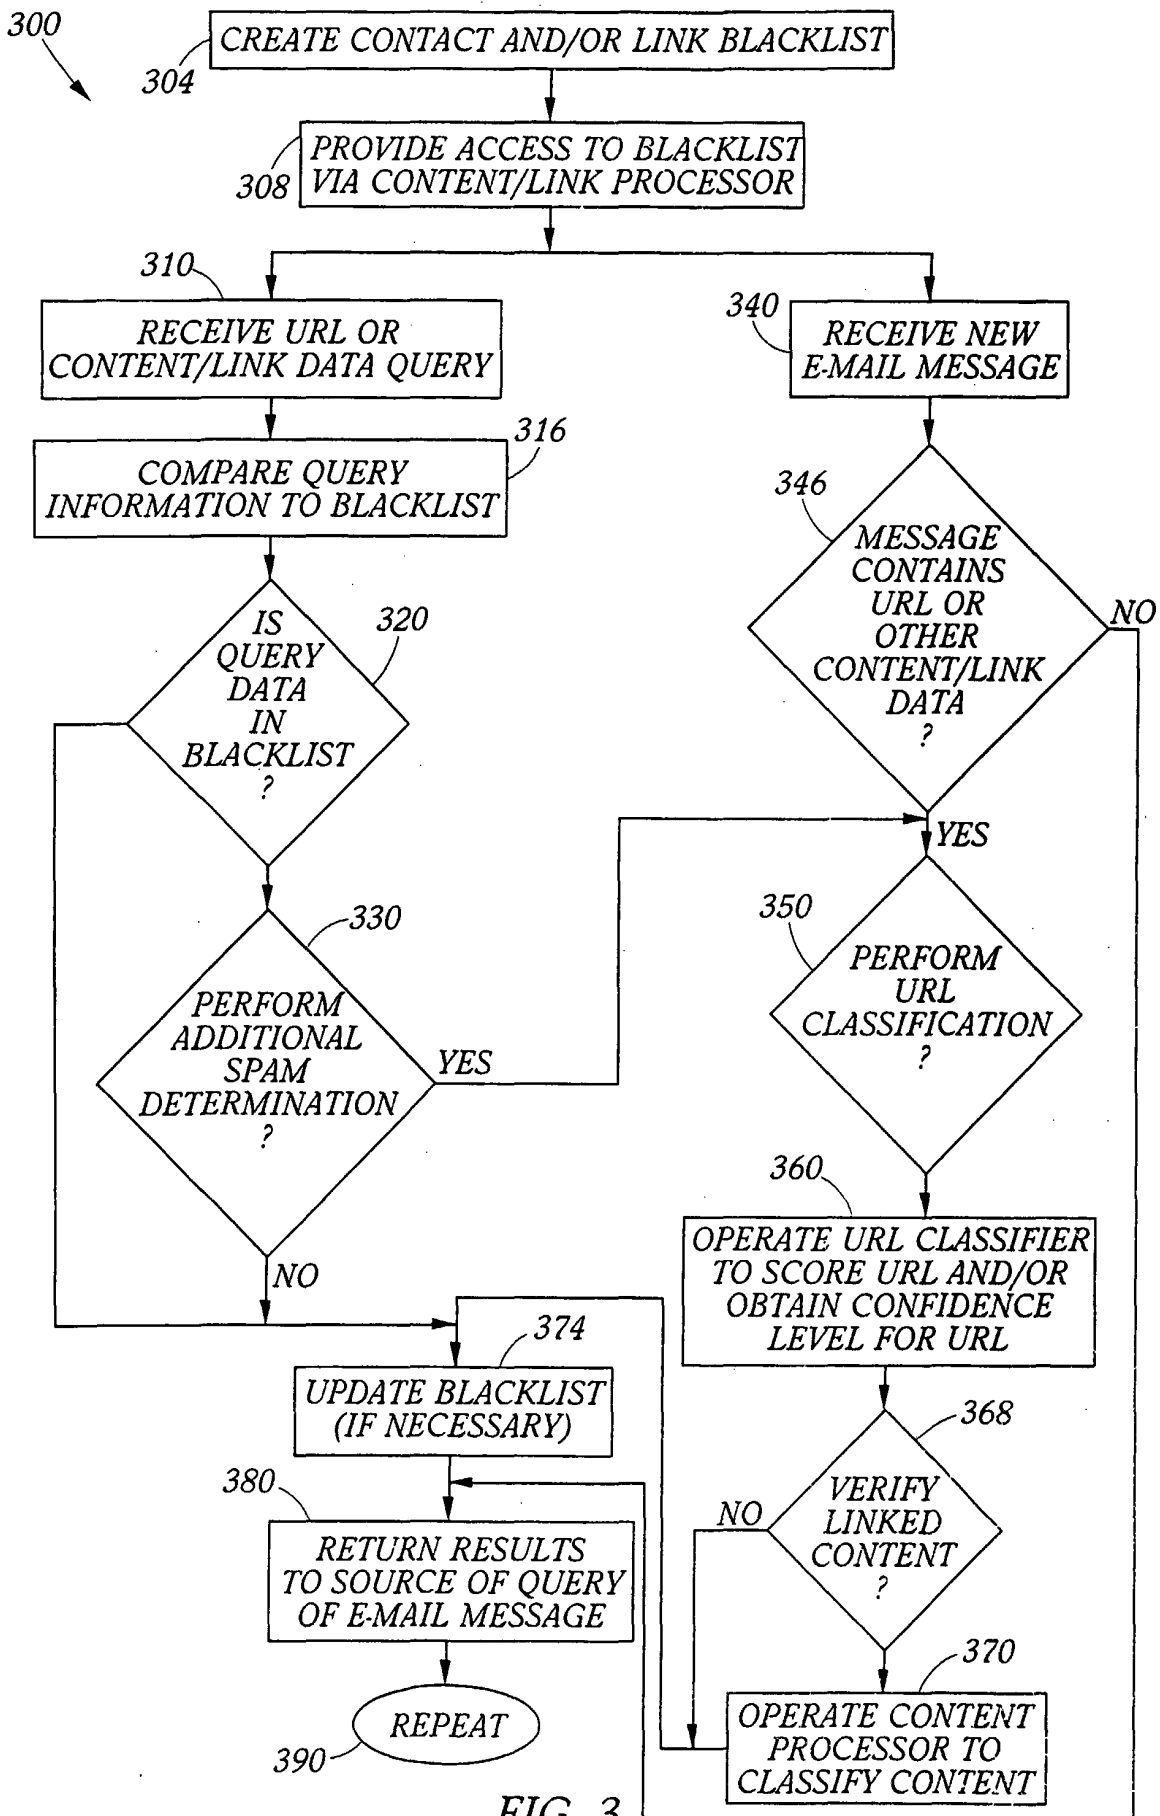 300
CREATE CONTACT AND/OR LINK BLACKLIST
304
PROVIDE ACCESS TO BLACKLIST
VIA CONTENT/LINK PROCESSOR
308
310
RECEIVE URL OR
CONTENT/LINK DATA QUERY
340
RECEIVE NEW
E-MAIL MESSAGE
316
COMPARE QUERY
INFORMATION TO BLACKLIST
346
MESSAGE
CONTAINS
URL OR
OTHER
CONTENT/LINK
DATA
?
NO
YES
320
IS
QUERY
DATA
IN
BLACKLIST
?
330
PERFORM
ADDITIONAL
SPAM
DETERMINATION
?
YES
NO
350
PERFORM
URL
CLASSIFICATION
?
360
OPERATE URL CLASSIFIER
TO SCORE URL AND/OR
OBTAIN CONFIDENCE
LEVEL FOR URL
374
UPDATE BLACKLIST
(IF NECESSARY)
368
VERIFY
LINKED
CONTENT
?
NO
380
RETURN RESULTS
TO SOURCE OF QUERY
OF E-MAIL MESSAGE
370
OPERATE CONTENT
PROCESSOR TO
CLASSIFY CONTENT
REPEAT
390
FIG. 3